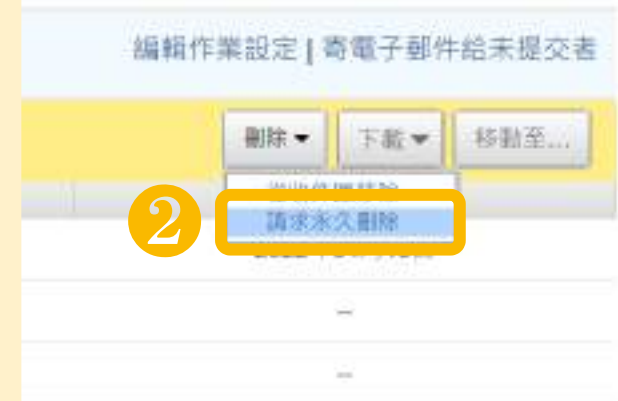 編輯作業設定 | 寄電子郵件給未提交者
刪除 下載 移動至...
2 請求永久刪除
--
--